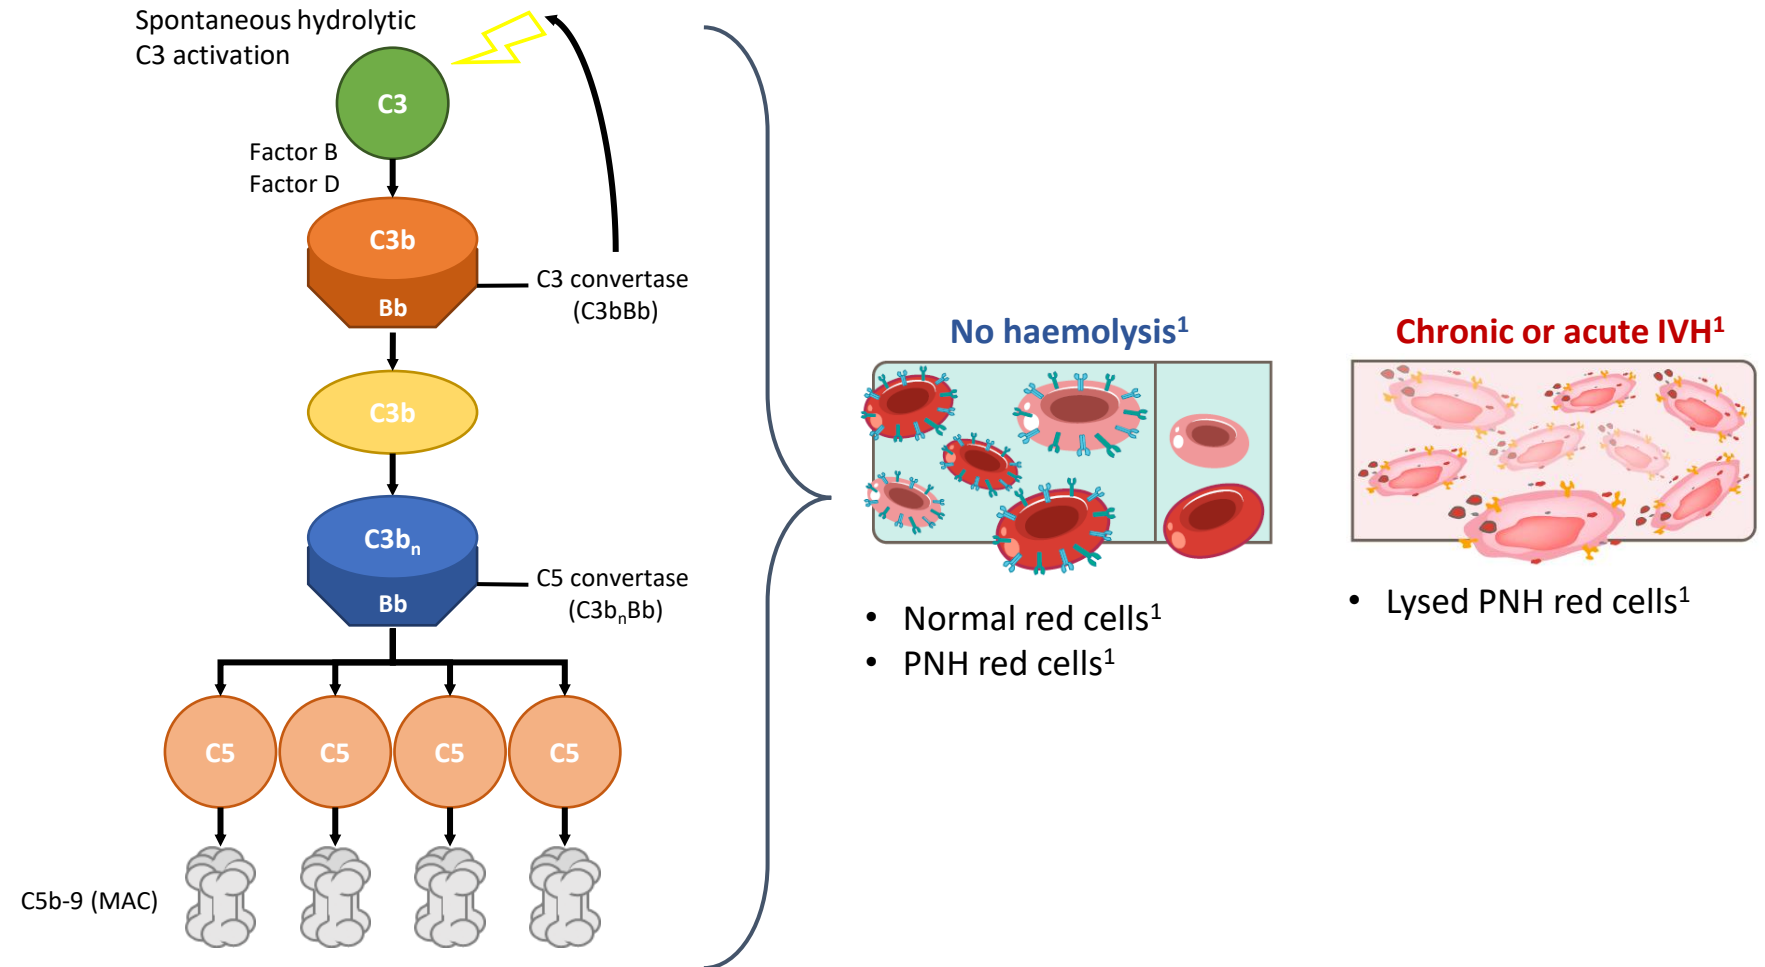 Spontaneous hydrolytic
C3 activation
C3
Factor B
Factor D
C3b
Bb
C3 convertase
(C3bBb)
C3b
C3bₙ
Bb
C5 convertase
(C3bₙBb)
C5 C5 C5 C5
C5b-9 (MAC)
No haemolysis¹
• Normal red cells¹
• PNH red cells¹
Chronic or acute IVH¹
• Lysed PNH red cells¹